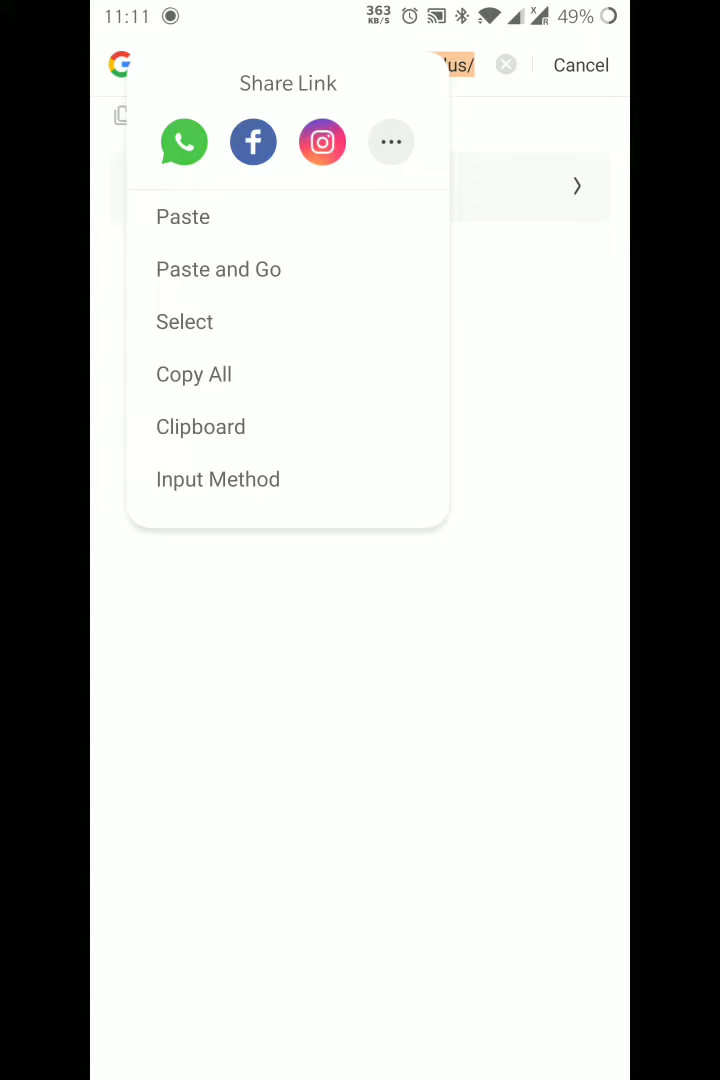 11:11 363 KB/S X R 49%
Share Link
us/ Cancel
Paste
Paste and Go
Select
Copy All
Clipboard
Input Method